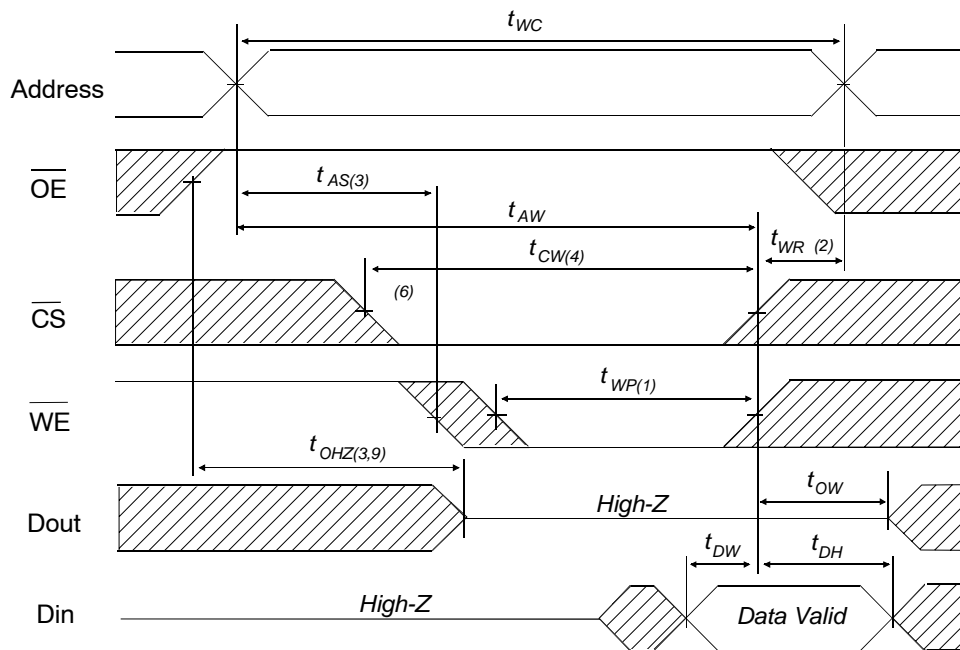 tWC
Address
OE
tAS(3)
tAW
tWR (2)
tCW(4)
CS
(6)
WE
tWP(1)
tOHZ(3,9)
tOW
Dout
High-Z
tDW
tDH
Din
High-Z
Data Valid